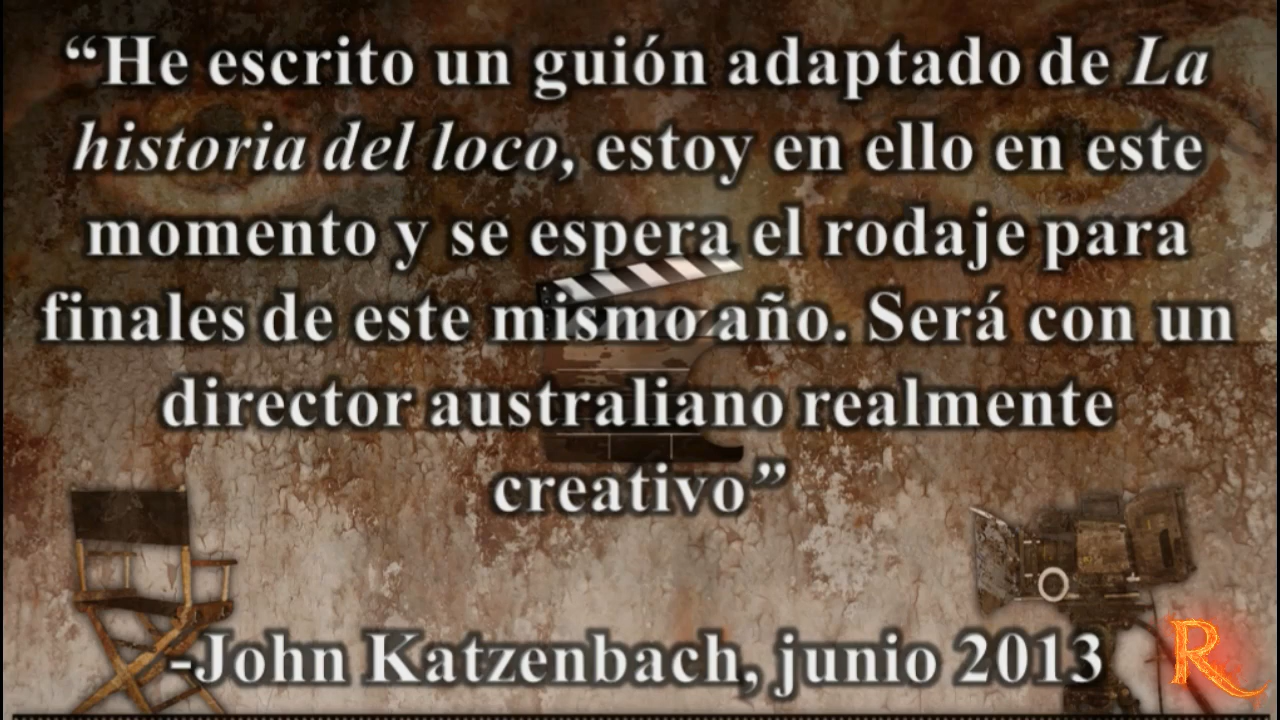 “He escrito un guión adaptado de La
historia del loco, estoy en ello en este
momento y se espera el rodaje para
finales de este mismo año. Será con un
director australiano realmente
creativo”
-John Katzenbach, junio 2013
R